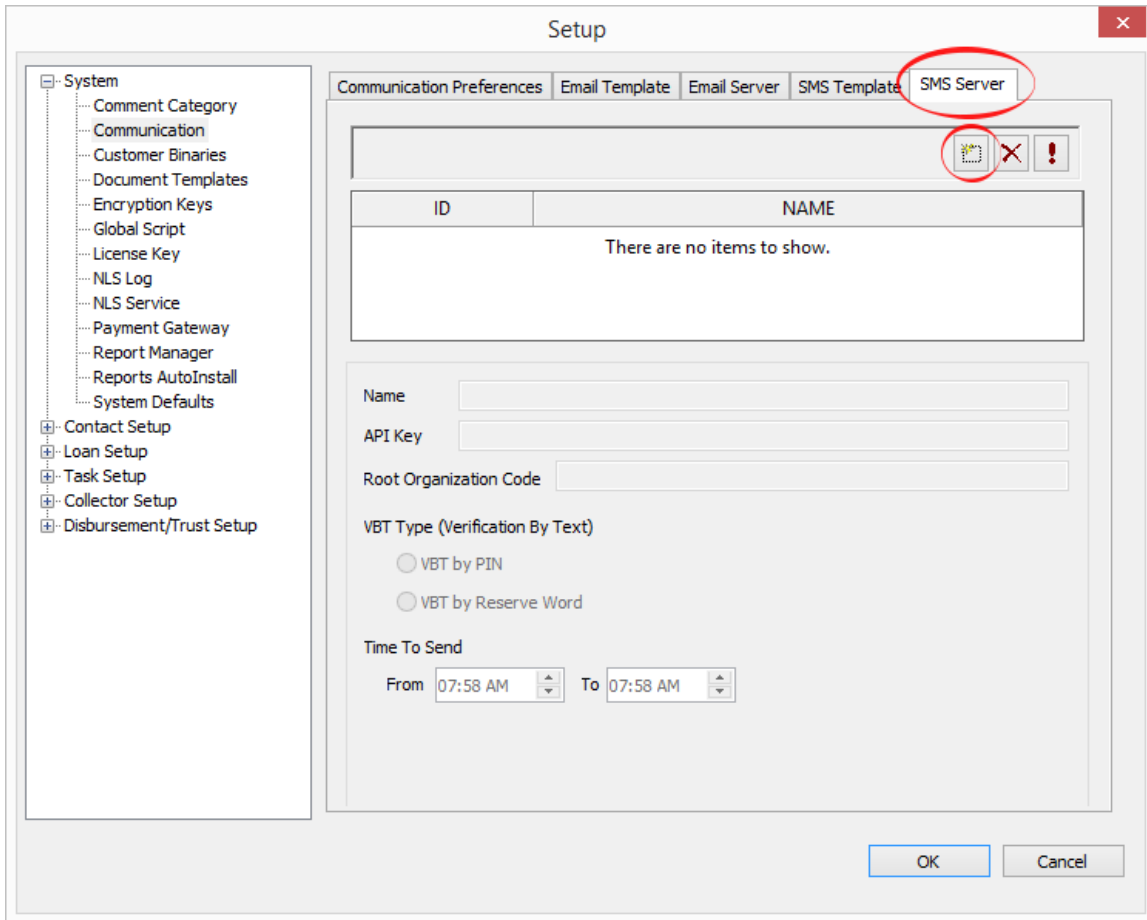 Setup
System
Comment Category
Communication
Customer Binaries
Document Templates
Encryption Keys
Global Script
License Key
NLS Log
NLS Service
Payment Gateway
Report Manager
Reports AutoInstall
System Defaults
Contact Setup
Loan Setup
Task Setup
Collector Setup
Disbursement/Trust Setup
Communication Preferences Email Template Email Server SMS Template SMS Server
ID NAME
There are no items to show.
Name
API Key
Root Organization Code
VBT Type (Verification By Text)
VBT by PIN
VBT by Reserve Word
Time To Send
From 07:58 AM To 07:58 AM
OK Cancel